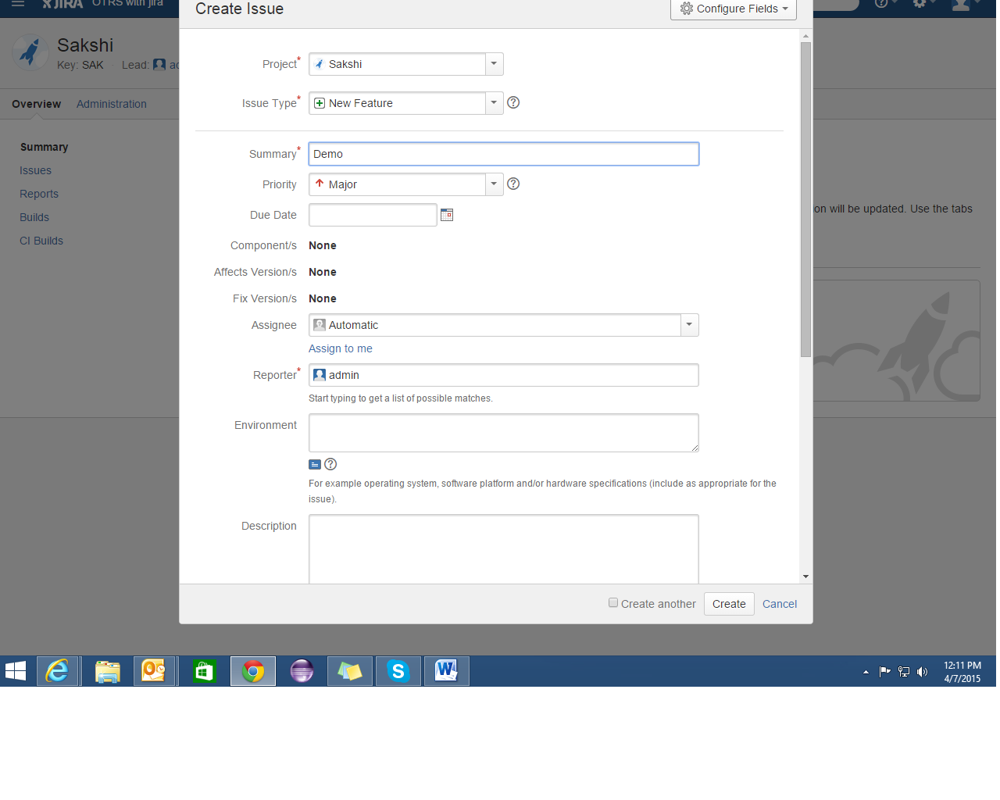 JIRA OTRS with jira
Create Issue
Configure Fields
Sakshi
Key: SAK · Lead:
Overview Administration
Summary
Issues
Reports
Builds
CI Builds
Project* Sakshi
Issue Type* New Feature
Summary* Demo
Priority Major
Due Date
Component/s None
Affects Version/s None
Fix Version/s None
Assignee Automatic
Assign to me
Reporter* admin
Start typing to get a list of possible matches.
Environment
For example operating system, software platform and/or hardware specifications (include as appropriate for the
issue).
Description
Create another Create Cancel
will be updated. Use the tabs
12:11 PM
4/7/2015